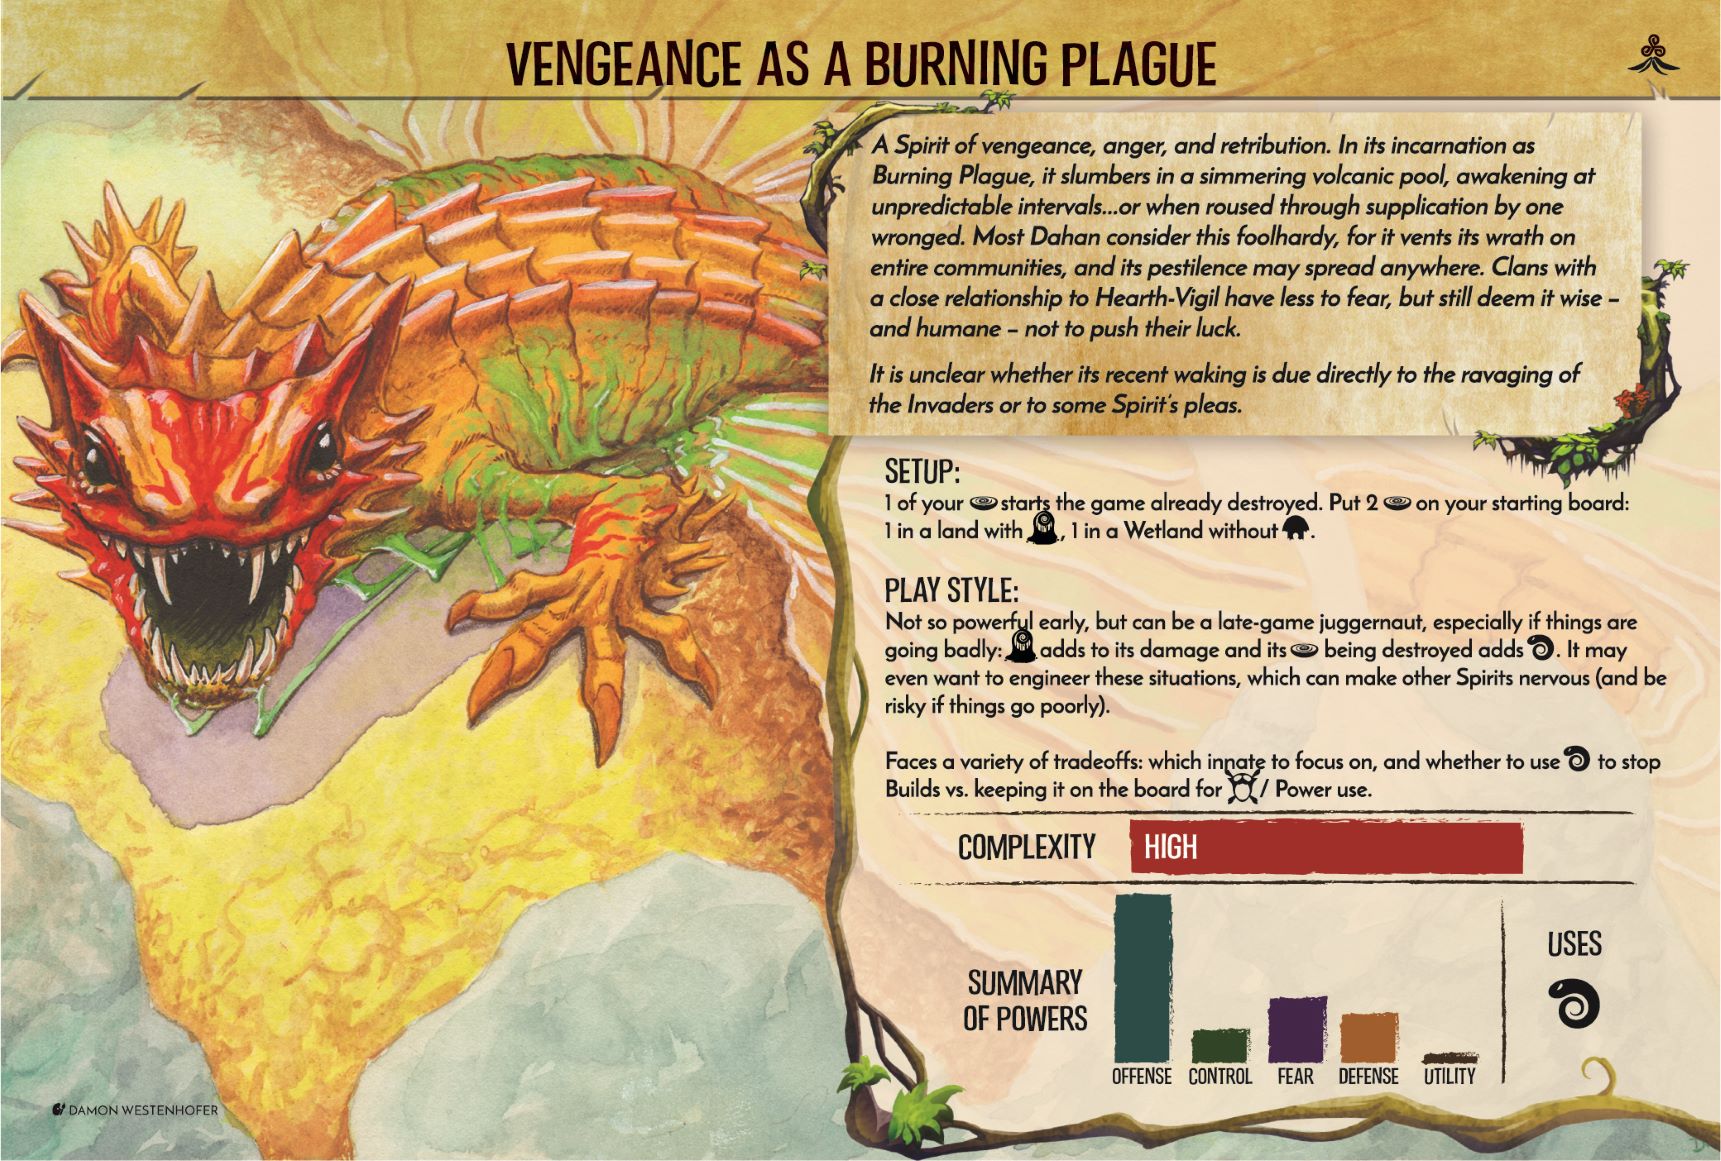 VENGEANCE AS A BURNING PLAGUE
A Spirit of vengeance, anger, and retribution. In its incarnation as
Burning Plague, it slumbers in a simmering volcanic pool, awakening at
unpredictable intervals...or when roused through supplication by one
wronged. Most Dahan consider this foolhardy, for it vents its wrath on
entire communities, and its pestilence may spread anywhere. Clans with
a close relationship to Hearth-Vigil have less to fear, but still deem it wise –
and humane – not to push their luck.
It is unclear whether its recent waking is due directly to the ravaging of
the Invaders or to some Spirit's pleas.
SETUP:
1 of your starts the game already destroyed. Put 2 on your starting board:
1 in a land with , 1 in a Wetland without .
PLAY STYLE:
Not so powerful early, but can be a late-game juggernaut, especially if things are
going badly: adds to its damage and its being destroyed adds . It may
even want to engineer these situations, which can make other Spirits nervous (and be
risky if things go poorly).
Faces a variety of tradeoffs: which innate to focus on, and whether to use to stop
Builds vs. keeping it on the board for / Power use.
COMPLEXITY
HIGH
SUMMARY
OF POWERS
OFFENSE CONTROL FEAR DEFENSE UTILITY
USES
DAMON WESTENHOFER